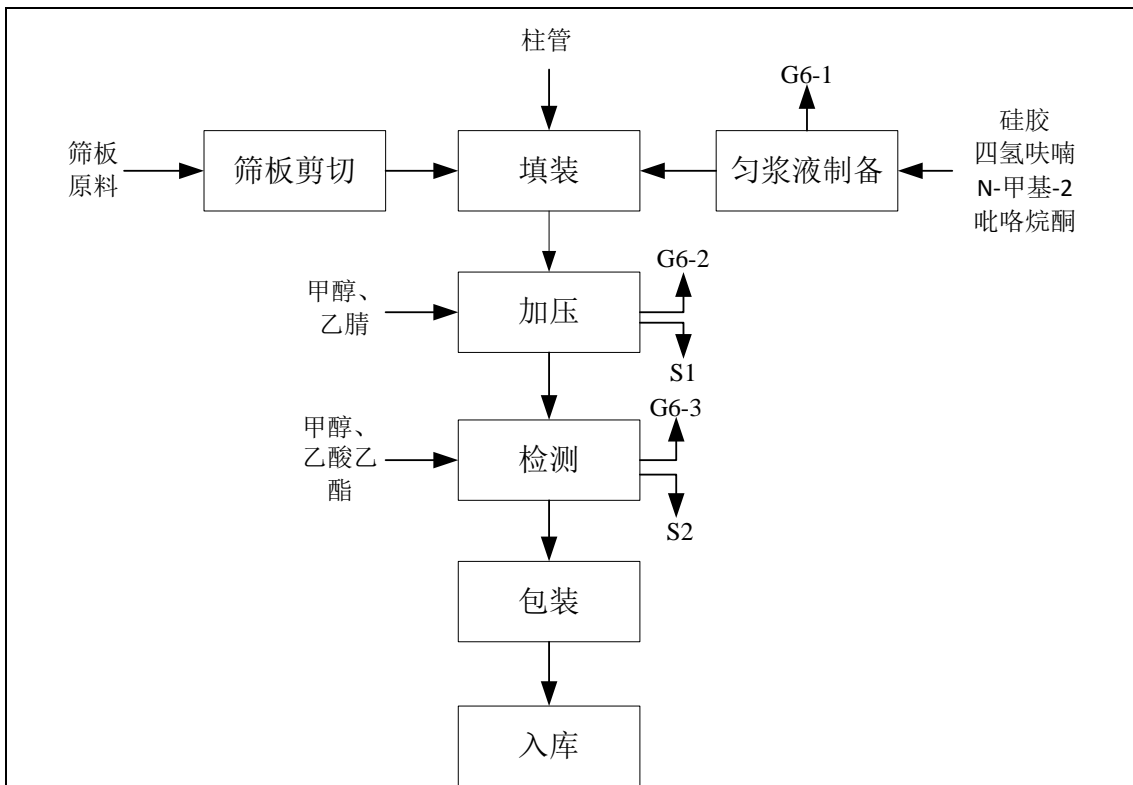 柱管
G6-1
筛板
原料
筛板剪切
填装
匀浆液制备
硅胶
四氢呋喃
N-甲基-2
吡咯烷酮
G6-2
甲醇、
乙腈
加压
S1
G6-3
甲醇、
乙酸乙
酯
检测
S2
包装
入库